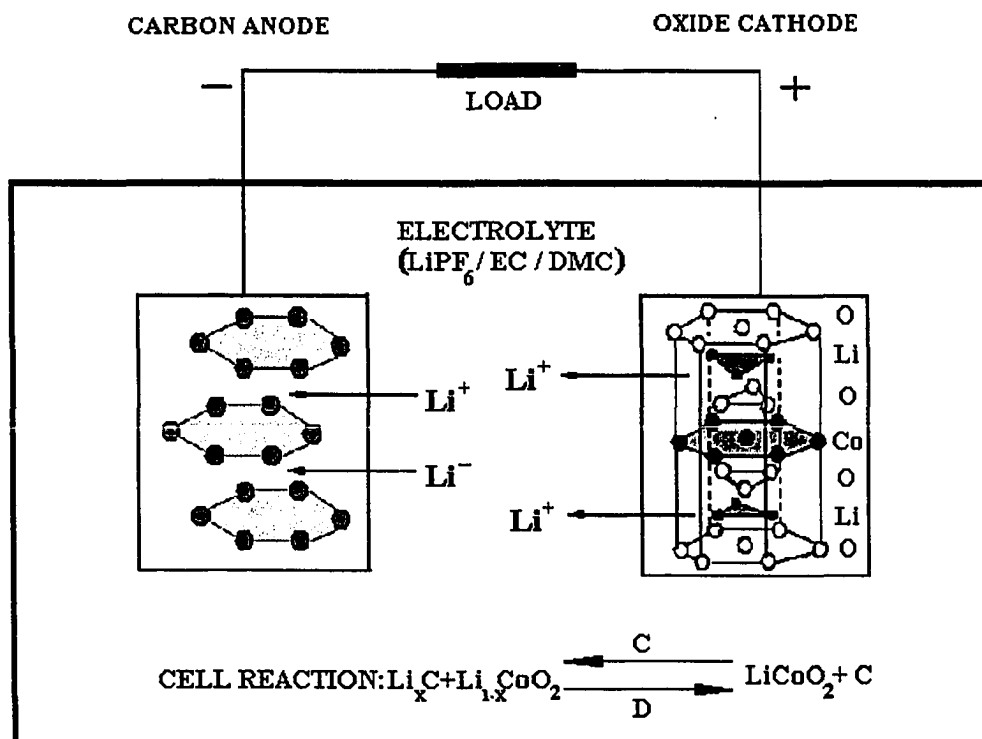 CARBON ANODE
OXIDE CATHODE
−
LOAD
+
ELECTROLYTE
(LiPF₆ / EC / DMC)
Li⁺
Li⁻
Li⁺
Li⁺
O
Li
O
Co
O
Li
O
C
CELL REACTION: LiₓC+Li₁₋ₓCoO₂
LiCoO₂+ C
D